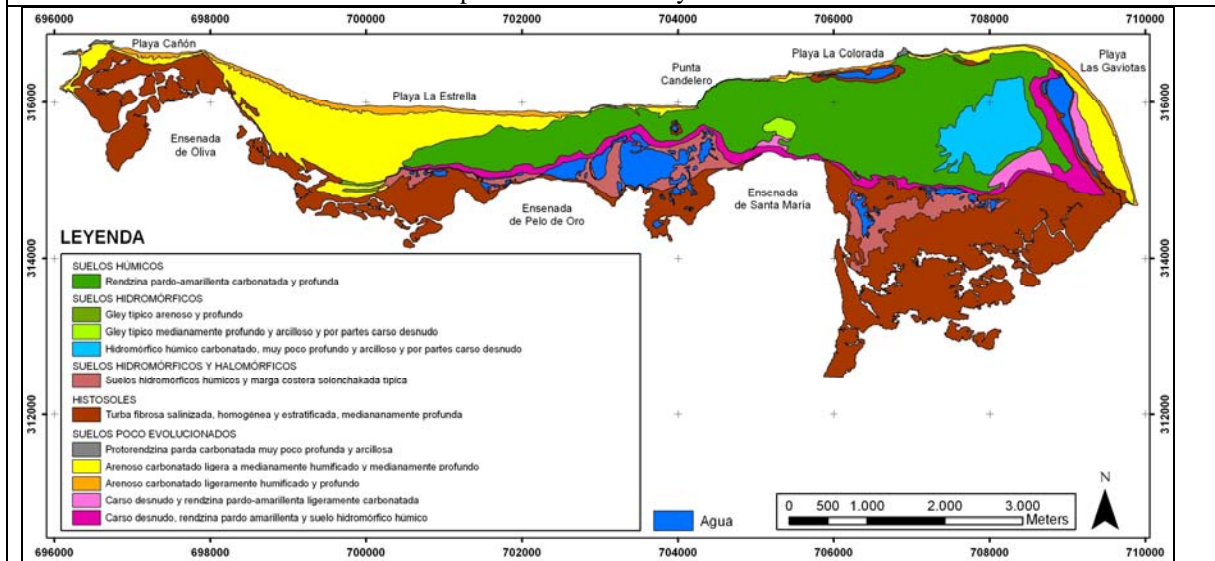 696000 698000 700000 702000 704000 706000 708000 710000
Playa Cañón
Playa La Colorada
Playa
Las Gaviotas
Punta
Candelero
Playa La Estrella
316000 316000
Ensenada
de Oliva
Ensenada
de Pelo de Oro
Ensenada
de Santa María
314000 314000
LEYENDA
SUELOS HÚMICOS
Rendzina pardo-amarillenta carbonatada y profunda
SUELOS HIDROMÓRFICOS
Gley típico arenoso y profundo
Gley típico medianamente profundo y arcilloso y por partes carso desnudo
Hidromórfico húmico carbonatado, muy poco profundo y arcilloso y por partes carso desnudo
SUELOS HIDROMÓRFICOS Y HALOMÓRFICOS
Suelos hidromórficos húmicos y marga costera solonchakada típica
HISTOSOLES
Turba fibrosa salinizada, homogénea y estratificada, mediananamente profunda
312000 312000
SUELOS POCO EVOLUCIONADOS
Protorendzina parda carbonatada muy poco profunda y arcillosa
Arenoso carbonatado ligera a medianamente humificado y medianamente profundo
Arenoso carbonatado ligeramente humificado y profundo
Carso desnudo y rendzina pardo-amarillenta ligeramente carbonatada
Carso desnudo, rendzina pardo amarillenta y suelo hidromórfico húmico
Agua
0 500 1.000 2.000 3.000
Meters
N
696000 698000 700000 702000 704000 706000 708000 710000